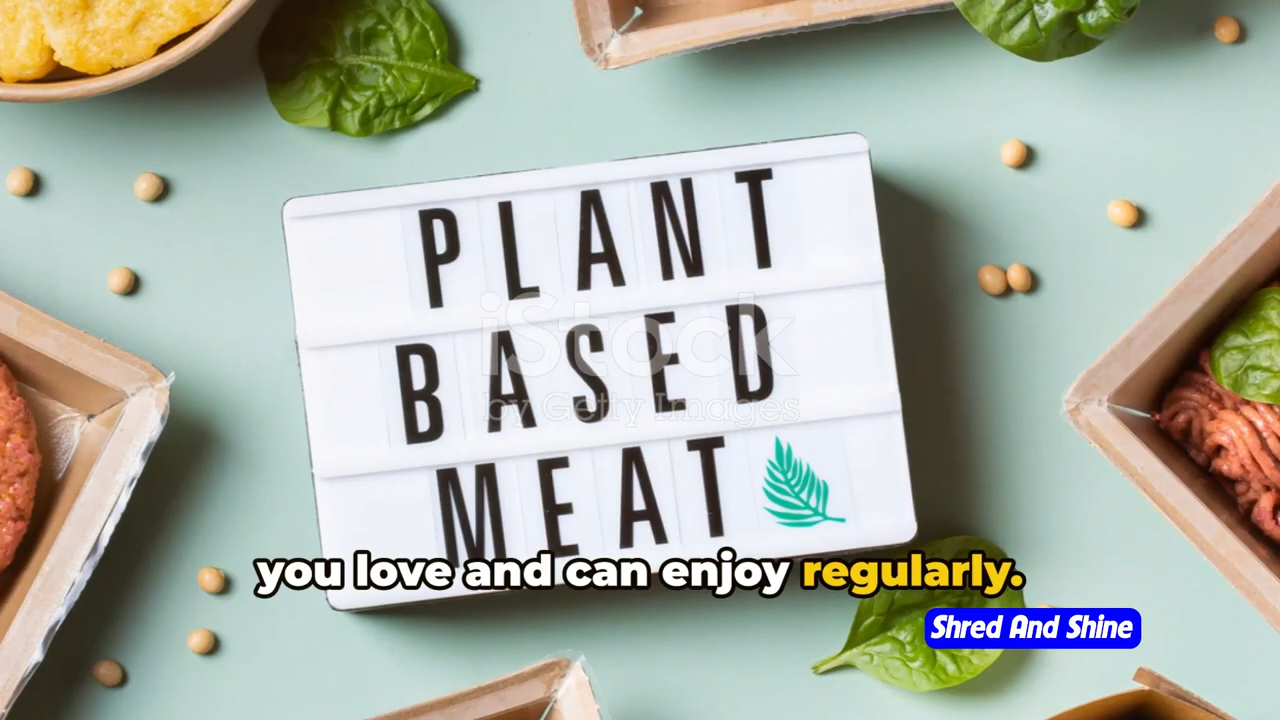 PLANT
BASED
MEAT
iStock
by Getty Images
you love and can enjoy regularly.
Shred And Shine